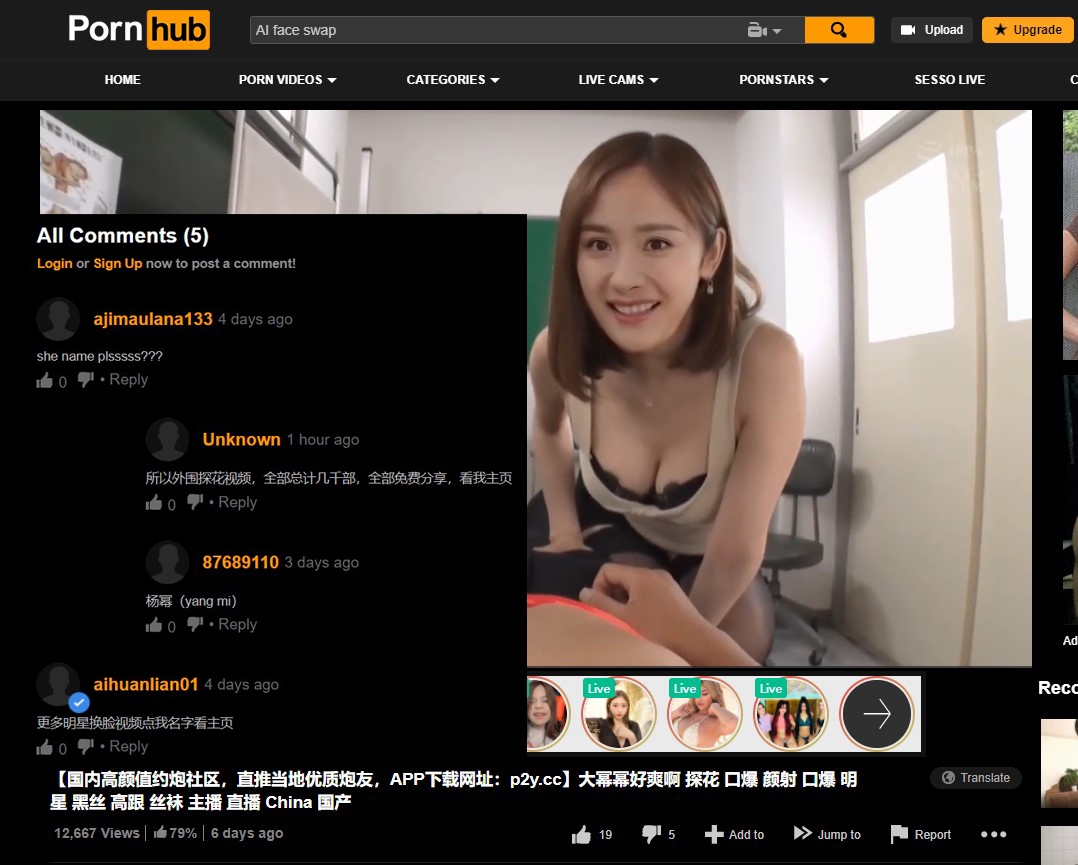 Porn hub
AI face swap
Upload
Upgrade
HOME PORN VIDEOS CATEGORIES LIVE CAMS PORNSTARS SESSO LIVE
All Comments (5)
Login or Sign Up now to post a comment!
ajimaulana133 4 days ago
she name plsssss???
0 • Reply
Unknown 1 hour ago
所以外围探花视频，全部总计几千部，全部免费分享，看我主页
0 • Reply
87689110 3 days ago
杨幂（yang mi）
0 • Reply
aihuanlian01 4 days ago
更多明星换脸视频点我名字看主页
0 • Reply
Live Live Live
【国内高颜值约炮社区，直推当地优质炮友，APP下载网址：p2y.cc】大幂幂好爽啊 探花 口爆 颜射 口爆 明
星 黑丝 高跟 丝袜 主播 直播 China 国产
Translate
12,667 Views 79% 6 days ago
19 5 Add to Jump to Report
Ad
Reco